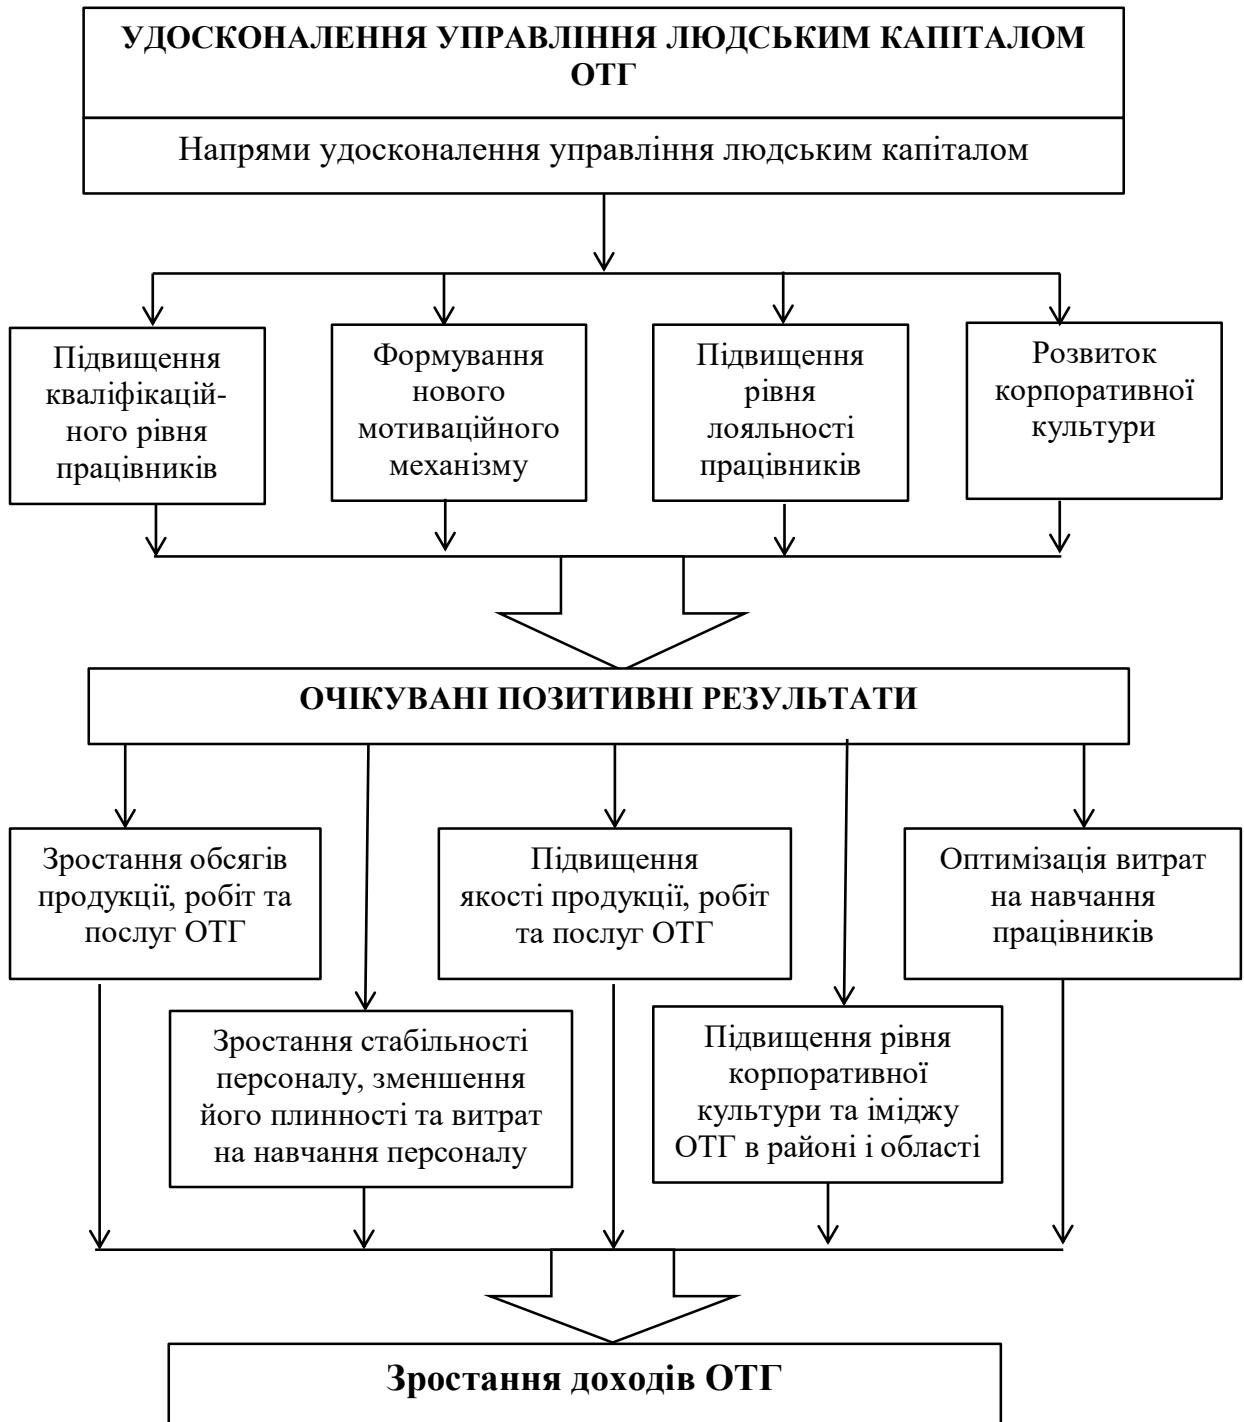 УДОСКОНАЛЕННЯ УПРАВЛІННЯ ЛЮДСЬКИМ КАПІТАЛОМ
ОТГ
Напрями удосконалення управління людським капіталом
Підвищення
кваліфікацій-
ного рівня
працівників
Формування
нового
мотиваційного
механізму
Підвищення
рівня
лояльності
працівників
Розвиток
корпоративної
культури
ОЧІКУВАНІ ПОЗИТИВНІ РЕЗУЛЬТАТИ
Зростання обсягів
продукції, робіт та
послуг ОТГ
Підвищення
якості продукції, робіт
та послуг ОТГ
Оптимізація витрат
на навчання
працівників
Зростання стабільності
персоналу, зменшення
його плинності та витрат
на навчання персоналу
Підвищення рівня
корпоративної
культури та іміджу
ОТГ в районі і області
Зростання доходів ОТГ